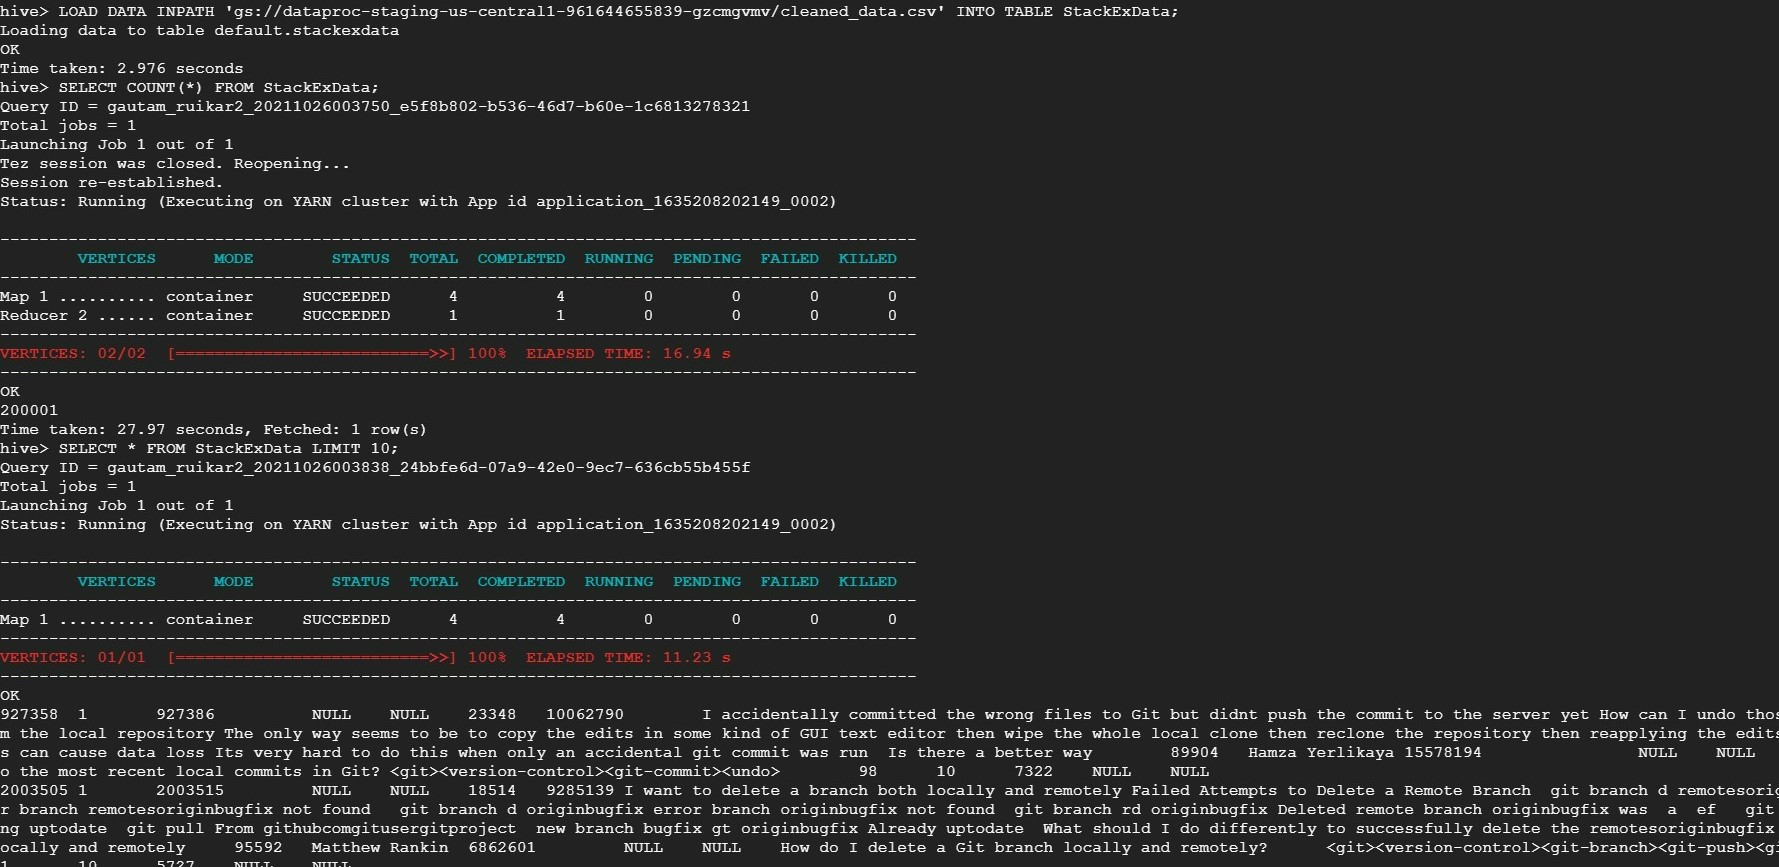 hive> LOAD DATA INPATH 'gs://dataproc-staging-us-central1-961644655839-gzcmgvmv/cleaned_data.csv' INTO TABLE StackExData;
Loading data to table default.stackexdata
OK
Time taken: 2.976 seconds
hive> SELECT COUNT(*) FROM StackExData;
Query ID = gautam_ruikar2_20211026003750_e5f8b802-b536-46d7-b60e-1c6813278321
Total jobs = 1
Launching Job 1 out of 1
Tez session was closed. Reopening...
Session re-established.
Status: Running (Executing on YARN cluster with App id application_1635208202149_0002)
----------------------------------------------------------------------------------------------
        VERTICES      MODE        STATUS  TOTAL  COMPLETED  RUNNING  PENDING  FAILED  KILLED
----------------------------------------------------------------------------------------------
Map 1 .......... container     SUCCEEDED      4          4        0        0       0       0
Reducer 2 ...... container     SUCCEEDED      1          1        0        0       0       0
----------------------------------------------------------------------------------------------
VERTICES: 02/02  [==========================>>] 100%  ELAPSED TIME: 16.94 s
----------------------------------------------------------------------------------------------
OK
200001
Time taken: 27.97 seconds, Fetched: 1 row(s)
hive> SELECT * FROM StackExData LIMIT 10;
Query ID = gautam_ruikar2_20211026003838_24bbfe6d-07a9-42e0-9ec7-636cb55b455f
Total jobs = 1
Launching Job 1 out of 1
Status: Running (Executing on YARN cluster with App id application_1635208202149_0002)
----------------------------------------------------------------------------------------------
        VERTICES      MODE        STATUS  TOTAL  COMPLETED  RUNNING  PENDING  FAILED  KILLED
----------------------------------------------------------------------------------------------
Map 1 .......... container     SUCCEEDED      4          4        0        0       0       0
----------------------------------------------------------------------------------------------
VERTICES: 01/01  [==========================>>] 100%  ELAPSED TIME: 11.23 s
----------------------------------------------------------------------------------------------
OK
927358  1       927386          NULL    NULL    23348   10062790        I accidentally committed the wrong files to Git but didnt push the commit to the server yet How can I undo thos
m the local repository The only way seems to be to copy the edits in some kind of GUI text editor then wipe the whole local clone then reclone the repository then reapplying the edits
s can cause data loss Its very hard to do this when only an accidental git commit was run  Is there a better way        89904   Hamza Yerlikaya 15578194                NULL    NULL
o the most recent local commits in Git? <git><version-control><git-commit><undo>        98      10      7322    NULL    NULL
2003505 1       2003515         NULL    NULL    18514   9285139 I want to delete a branch both locally and remotely Failed Attempts to Delete a Remote Branch  git branch d remotesorig
r branch remotesoriginbugfix not found   git branch d originbugfix error branch originbugfix not found  git branch rd originbugfix Deleted remote branch originbugfix was  a  ef   git
ng uptodate  git pull From githubcomgitusergitproject  new branch bugfix gt originbugfix Already uptodate  What should I do differently to successfully delete the remotesoriginbugfix
ocally and remotely     95592   Matthew Rankin  6862601         NULL    NULL    How do I delete a Git branch locally and remotely?      <git><version-control><git-branch><git-push><gi
1       10      5727    NULL    NULL